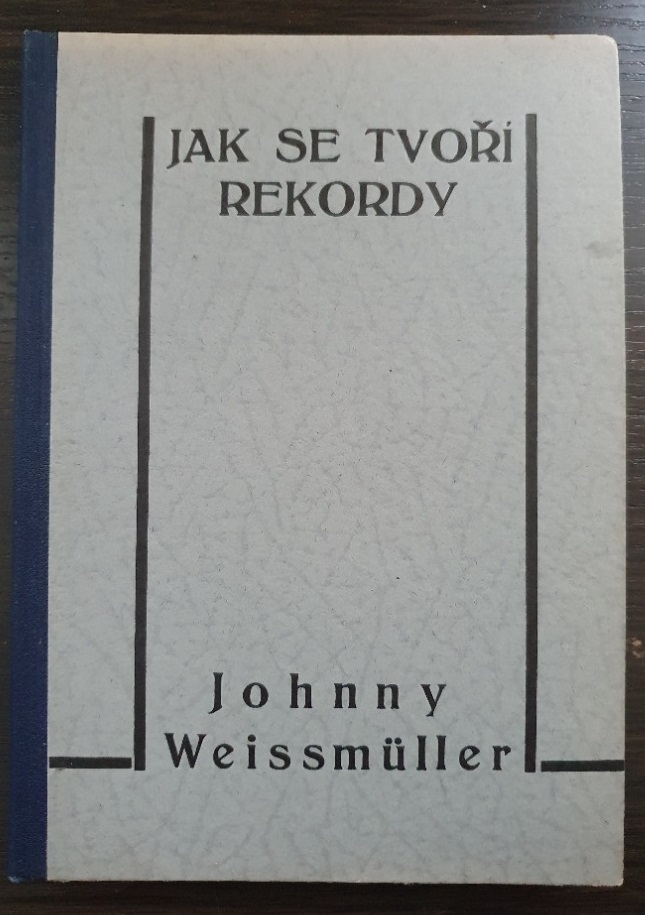 JAK SE TVOŘÍ
REKORDY
Johnny
Weissmüller